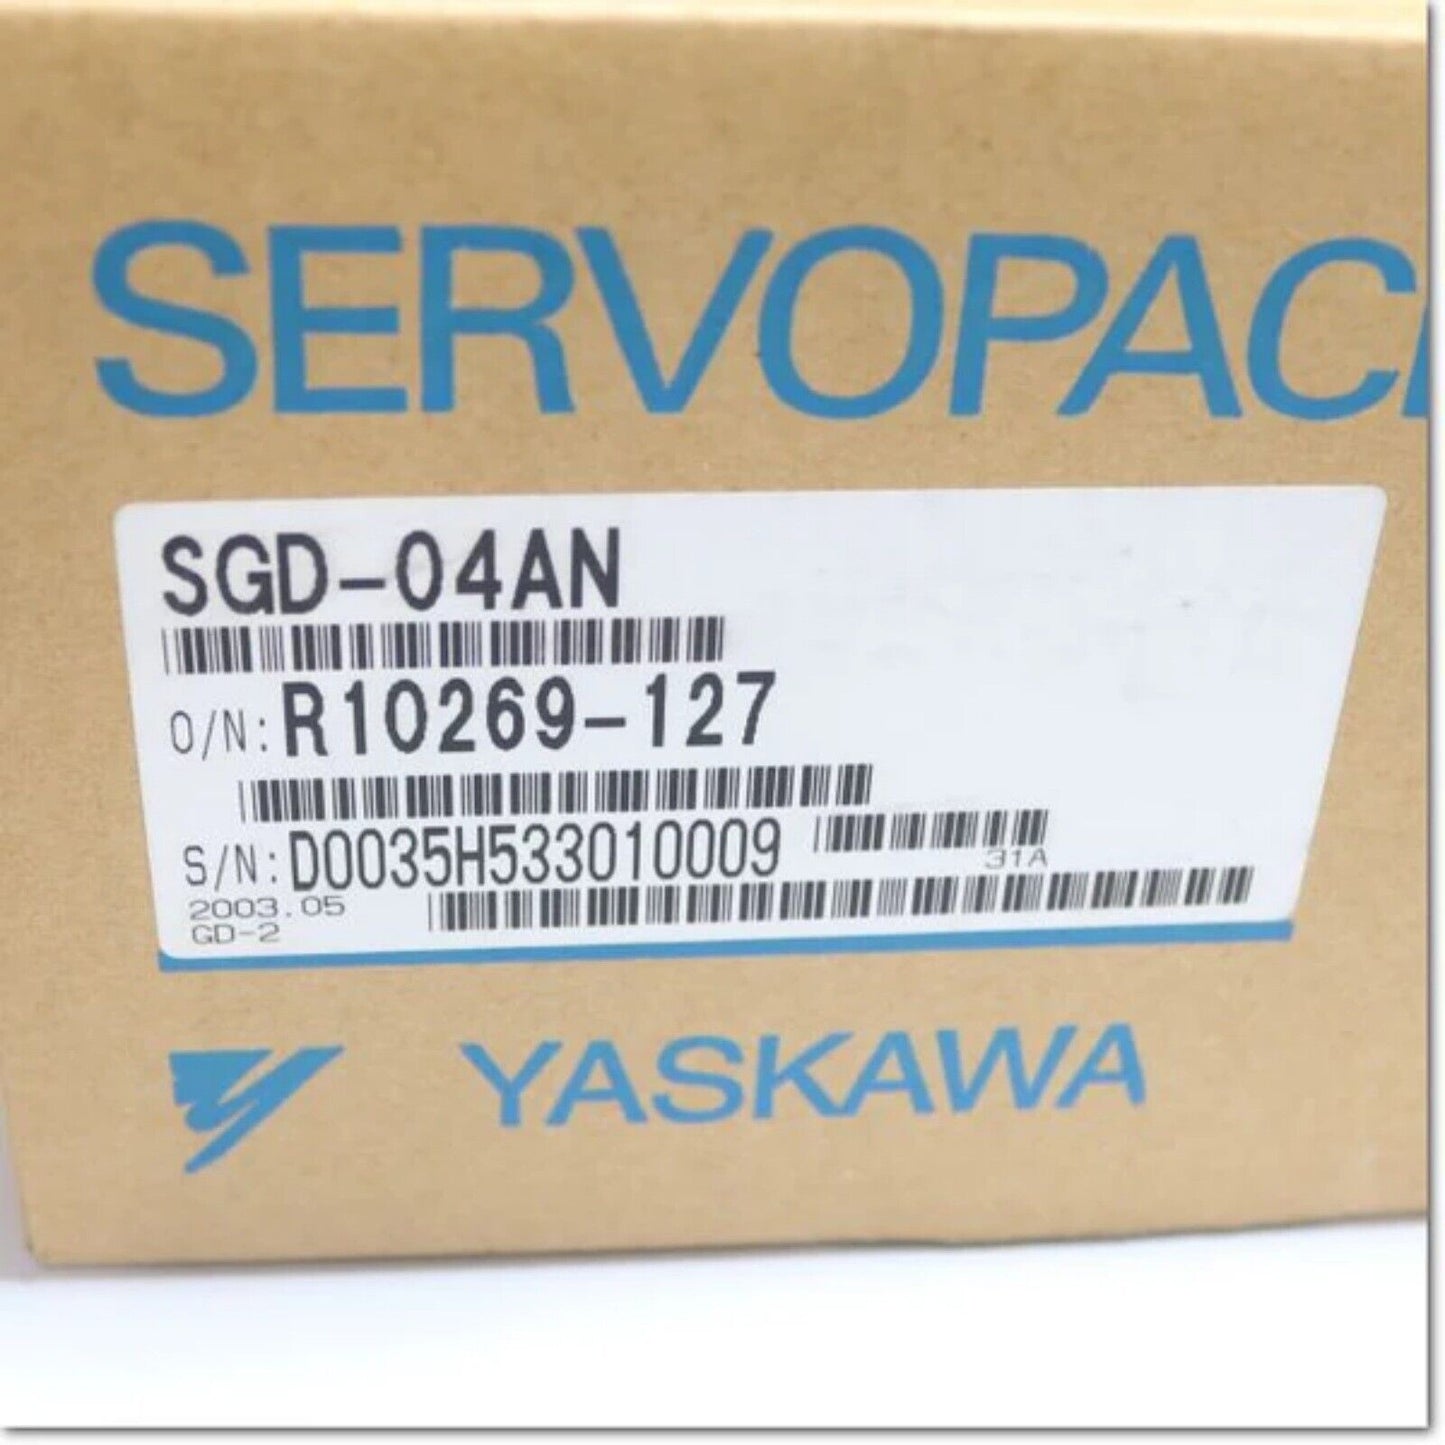 SERVOPAC
SGD-04AN
O/N: R10269-127
S/N: D0035H533010009
31A
2003.05
GD-2
YASKAWA